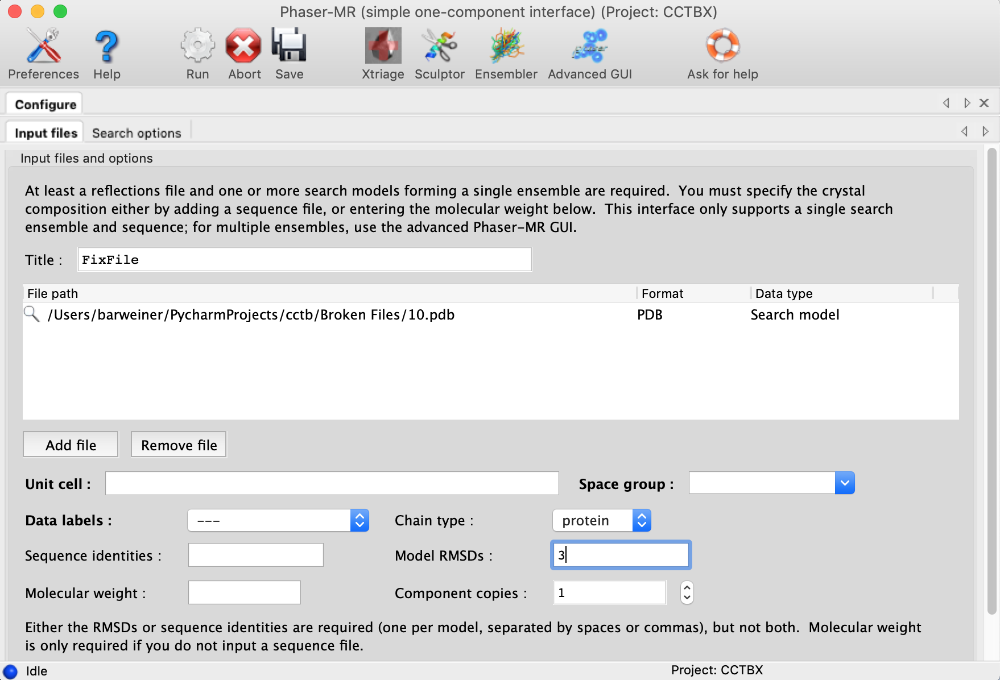 Phaser-MR (simple one-component interface) (Project: CCTBX)
Preferences Help Run Abort Save Xtriage Sculptor Ensembler Advanced GUI Ask for help
Configure
Input files Search options
Input files and options
At least a reflections file and one or more search models forming a single ensemble are required. You must specify the crystal
composition either by adding a sequence file, or entering the molecular weight below. This interface only supports a single search
ensemble and sequence; for multiple ensembles, use the advanced Phaser-MR GUI.
Title : FixFile
File path Format Data type
/Users/barweiner/PycharmProjects/cctb/Broken Files/10.pdb PDB Search model
Add file Remove file
Unit cell : Space group :
Data labels : --- Chain type : protein
Sequence identities : Model RMSDs : 3
Molecular weight : Component copies : 1
Either the RMSDs or sequence identities are required (one per model, separated by spaces or commas), but not both. Molecular weight
is only required if you do not input a sequence file.
Idle Project: CCTBX